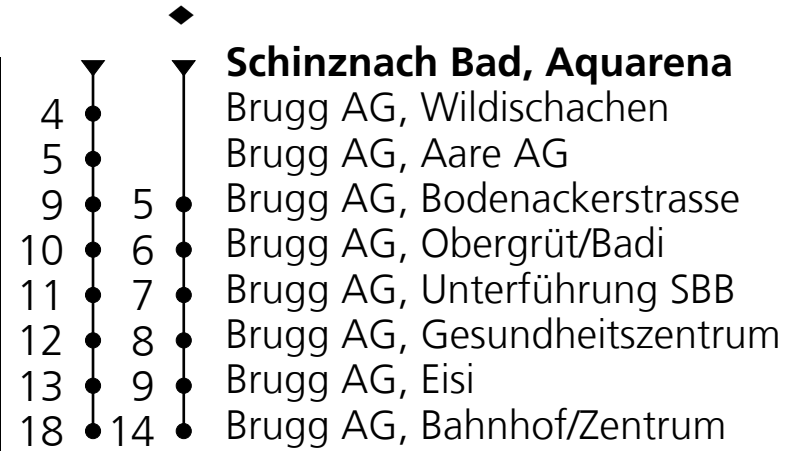 Schinznach Bad, Aquarena
4 Brugg AG, Wildischachen
5 Brugg AG, Aare AG
9 5 Brugg AG, Bodenackerstrasse
10 6 Brugg AG, Obergrüt/Badi
11 7 Brugg AG, Unterführung SBB
12 8 Brugg AG, Gesundheitszentrum
13 9 Brugg AG, Eisi
18 14 Brugg AG, Bahnhof/Zentrum